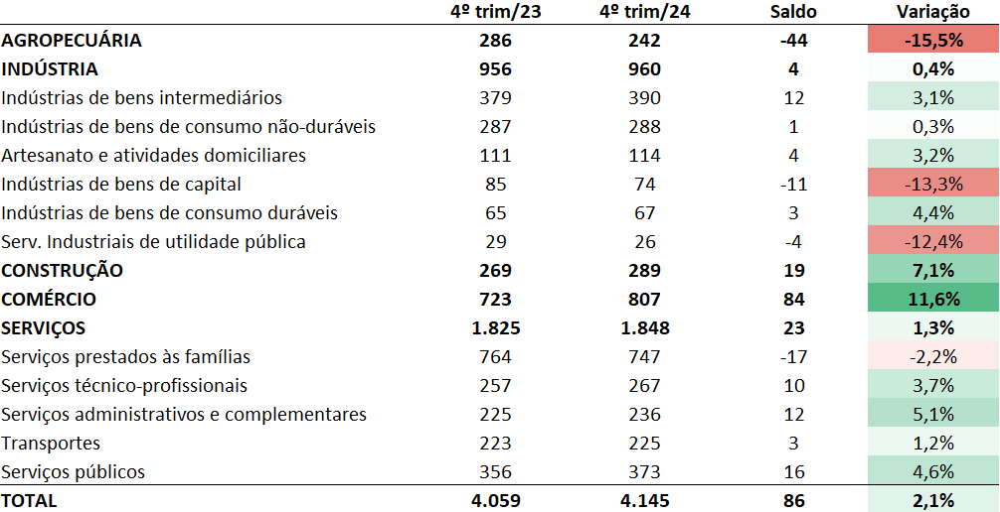 4º trim/23 4º trim/24 Saldo Variação
AGROPECUÁRIA 286 242 -44 -15,5%
INDÚSTRIA 956 960 4 0,4%
Indústrias de bens intermediários 379 390 12 3,1%
Indústrias de bens de consumo não-duráveis 287 288 1 0,3%
Artesanato e atividades domiciliares 111 114 4 3,2%
Indústrias de bens de capital 85 74 -11 -13,3%
Indústrias de bens de consumo duráveis 65 67 3 4,4%
Serv. Industriais de utilidade pública 29 26 -4 -12,4%
CONSTRUÇÃO 269 289 19 7,1%
COMÉRCIO 723 807 84 11,6%
SERVIÇOS 1.825 1.848 23 1,3%
Serviços prestados às famílias 764 747 -17 -2,2%
Serviços técnico-profissionais 257 267 10 3,7%
Serviços administrativos e complementares 225 236 12 5,1%
Transportes 223 225 3 1,2%
Serviços públicos 356 373 16 4,6%
TOTAL 4.059 4.145 86 2,1%